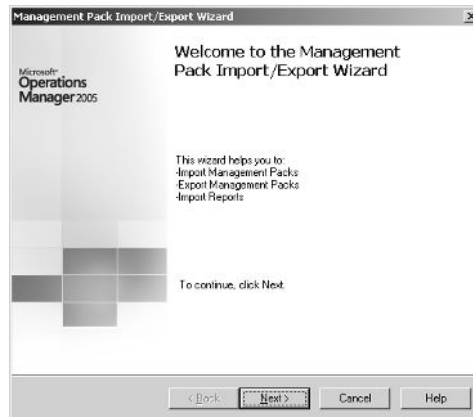 Management Pack Import/Export Wizard
Microsoft
Operations
Manager 2005
Welcome to the Management
Pack Import/Export Wizard
This wizard helps you to:
-Import Management Packs
-Export Management Packs
-Import Reports
To continue, click Next.
< Back
Next >
Cancel
Help